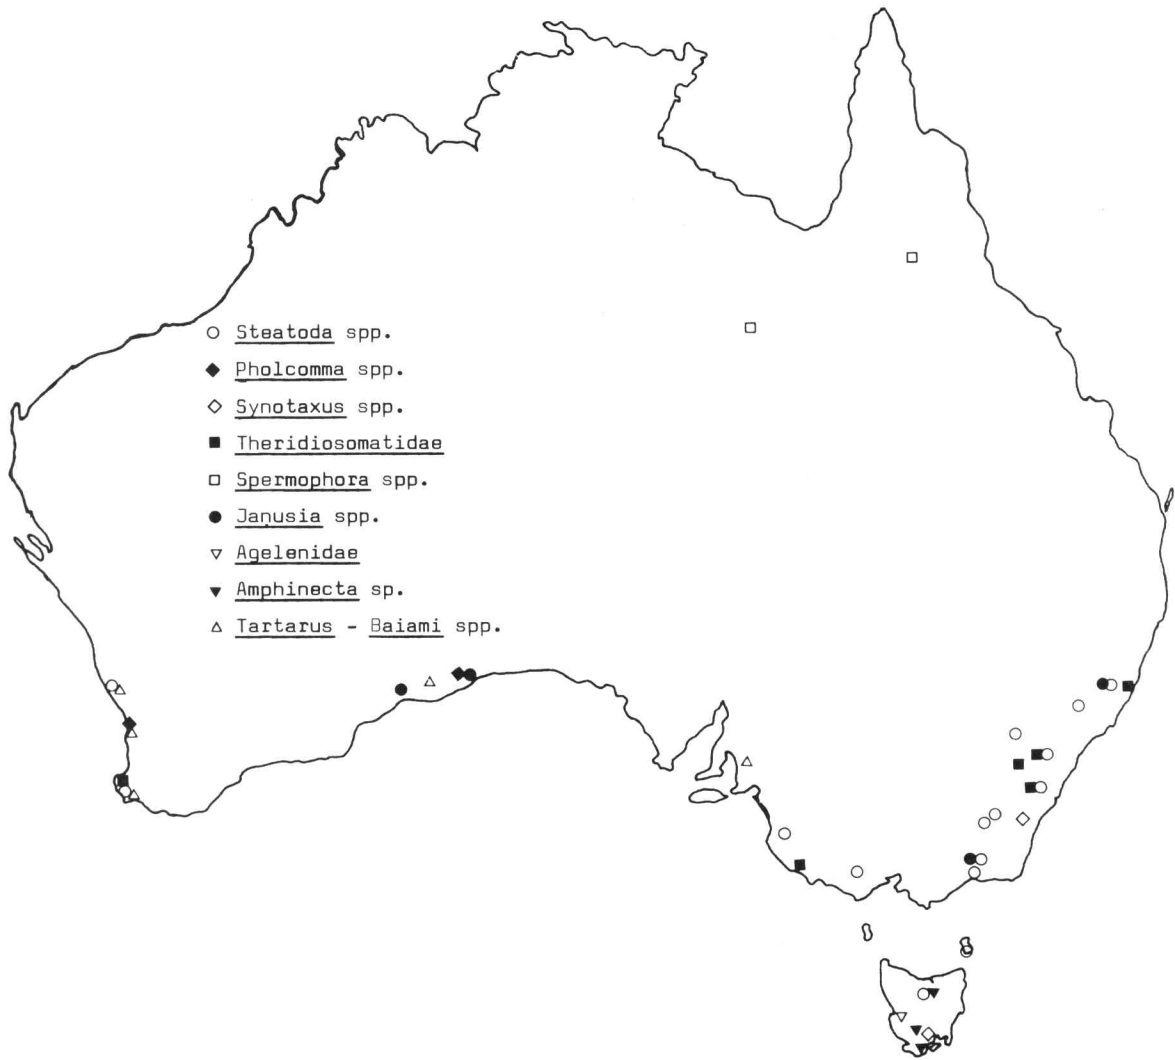 Steatoda spp.
Pholcomma spp.
Synotaxus spp.
Theridiosomatidae
Spermophora spp.
Janusia spp.
Agelenidae
Amphinecta sp.
Tartarus - Baiami spp.